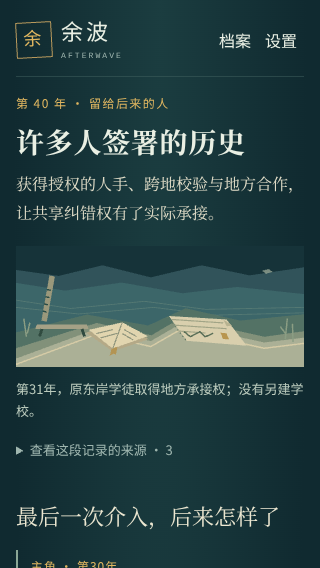 余
余波
AFTERWAVE
档案 设置
第 40 年 · 留给后来的人
许多人签署的历史
获得授权的人手、跨地校验与地方合作，
让共享纠错权有了实际承接。
第31年，原东岸学徒取得地方承接权；没有另建学
校。
▶ 查看这段记录的来源 · 3
最后一次介入，后来怎样了
主角 · 第30年